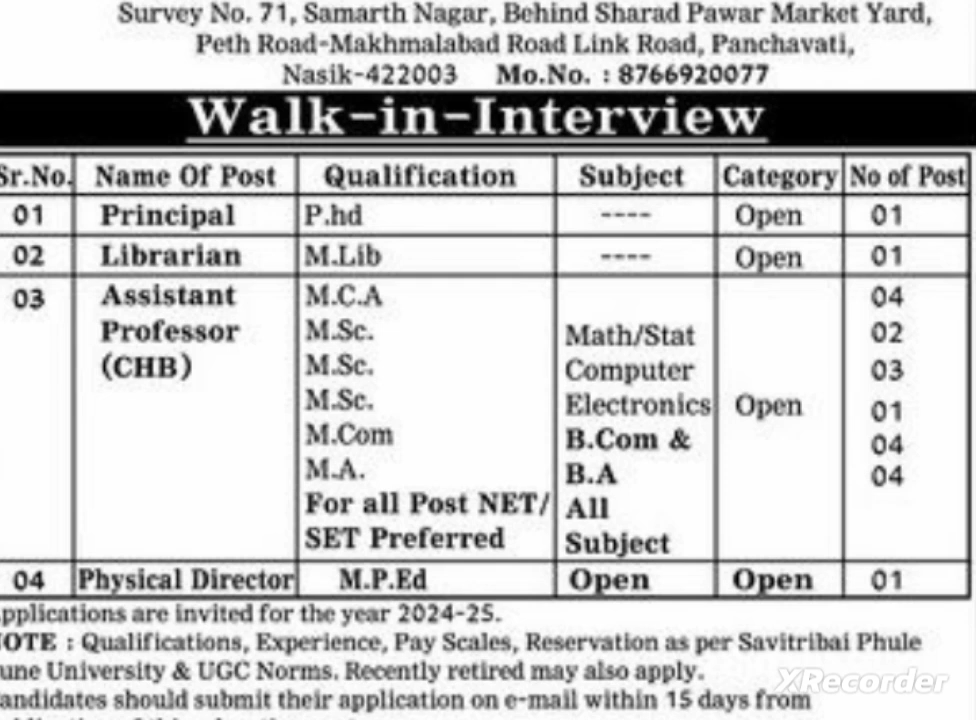 Survey No. 71, Samarth Nagar, Behind Sharad Pawar Market Yard,
Peth Road-Makhmalabad Road Link Road, Panchavati,
Nasik-422003 Mo.No. : 8766920077
Walk-in-Interview
Sr.No. Name Of Post Qualification Subject Category No of Post
01 Principal P.hd ---- Open 01
02 Librarian M.Lib ---- Open 01
03 Assistant M.C.A 04
Professor M.Sc. Math/Stat 02
(CHB) M.Sc. Computer 03
M.Sc. Electronics Open 01
M.Com B.Com & 04
M.A. B.A 04
For all Post NET/ All
SET Preferred Subject
04 Physical Director M.P.Ed Open Open 01
pplications are invited for the year 2024-25.
OTE : Qualifications, Experience, Pay Scales, Reservation as per Savitribai Phule
une University & UGC Norms. Recently retired may also apply.
andidates should submit their application on e-mail within 15 days from
XRecorder